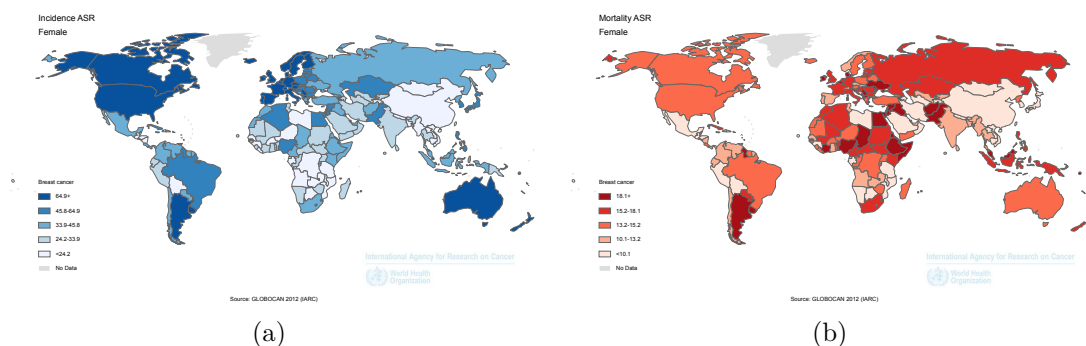 Incidence ASR
Female
Breast cancer
64.9+
45.8-64.9
33.9-45.8
24.2-33.9
<24.2
No Data
International Agency for Research on Cancer
World Health
Organization
Source: GLOBOCAN 2012 (IARC)
(a)
Mortality ASR
Female
Breast cancer
18.1+
15.2-18.1
13.2-15.2
10.1-13.2
<10.1
No Data
International Agency for Research on Cancer
World Health
Organization
Source: GLOBOCAN 2012 (IARC)
(b)